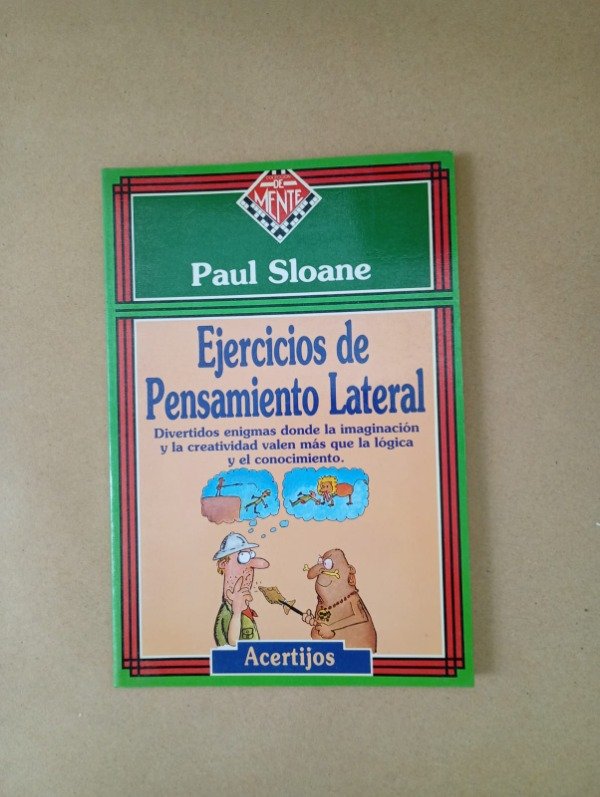 DE
MENTE
Paul Sloane
Ejercicios de
Pensamiento Lateral
Divertidos enigmas donde la imaginación
y la creatividad valen más que la lógica
y el conocimiento.
Acertijos